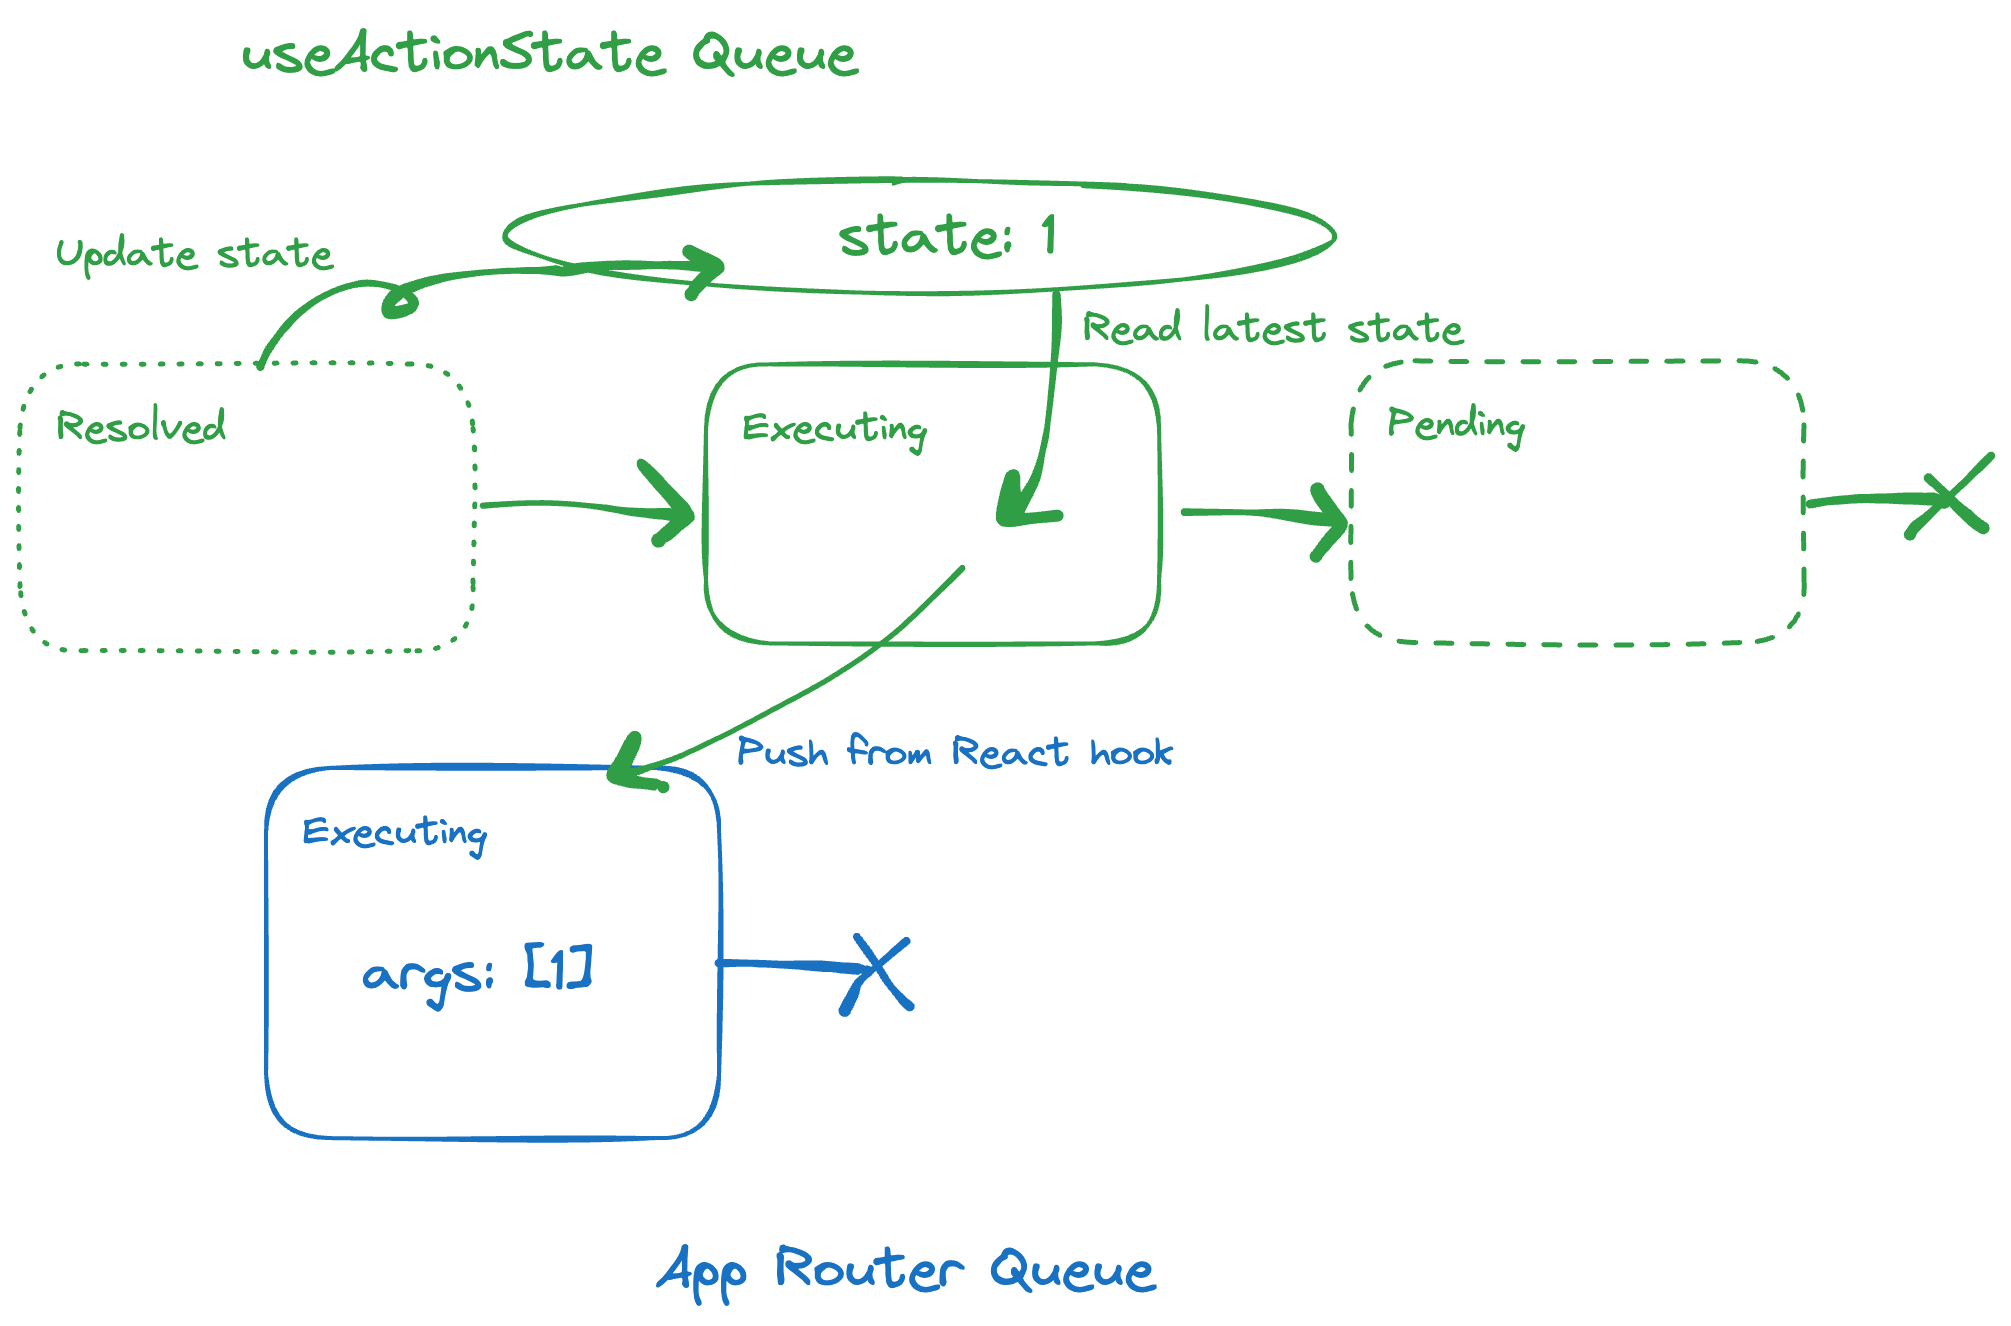 useActionState Queue
state: 1
Update state
Read latest state
Resolved
Executing
Pending
Push from React hook
Executing
args: [1]
App Router Queue